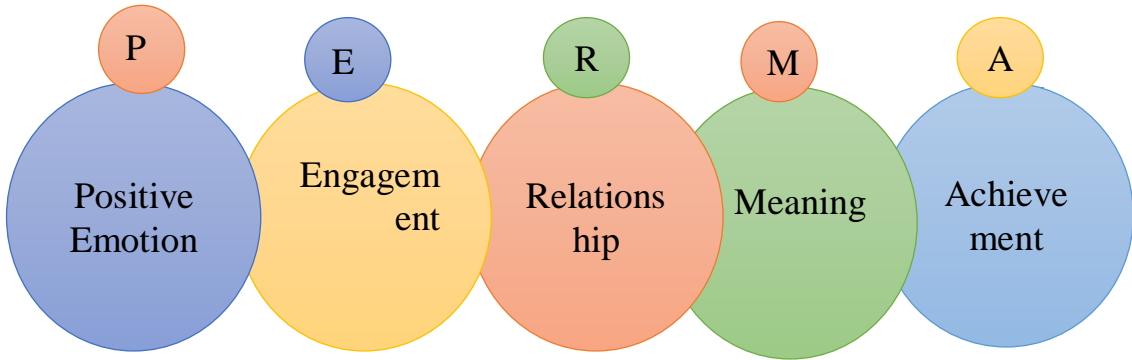 P
E
R
M
A
Positive
Emotion
Engagem
ent
Relations
hip
Meaning
Achieve
ment